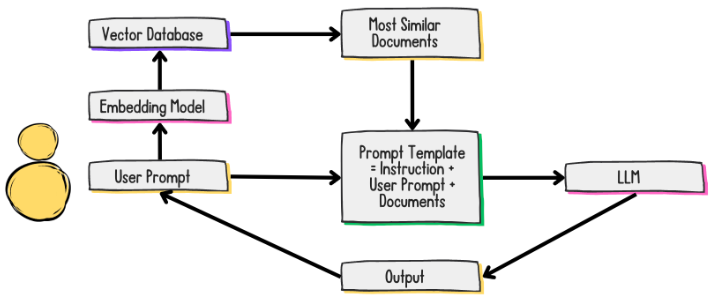 Vector Database
Most Similar
Documents
Embedding Model
User Prompt
Prompt Template
= Instruction +
User Prompt +
Documents
LLM
Output